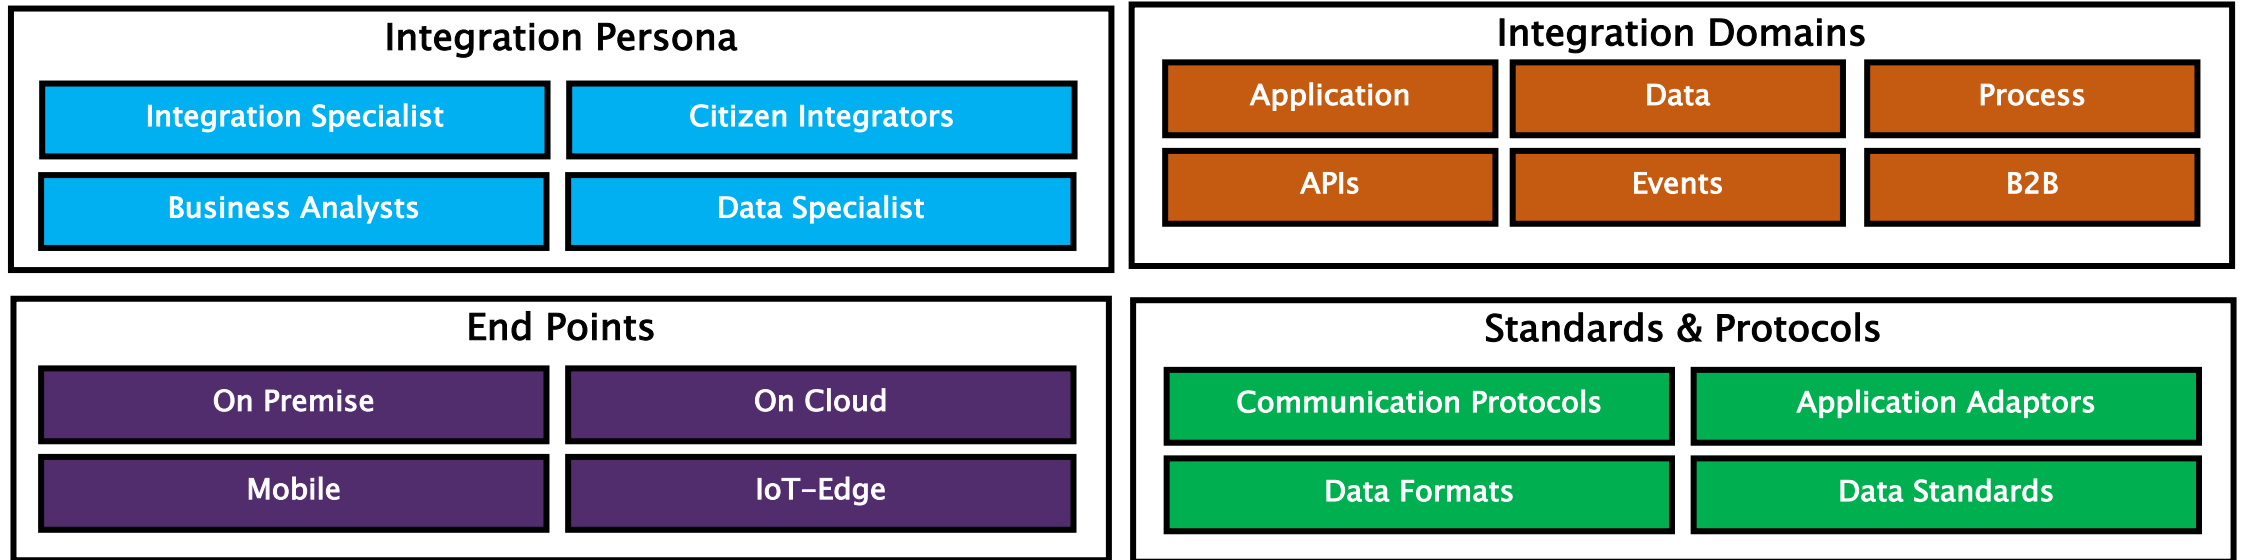 Integration Persona
Integration Specialist
Citizen Integrators
Business Analysts
Data Specialist
Integration Domains
Application
Data
Process
APIs
Events
B2B
End Points
On Premise
On Cloud
Mobile
IoT-Edge
Standards & Protocols
Communication Protocols
Application Adaptors
Data Formats
Data Standards